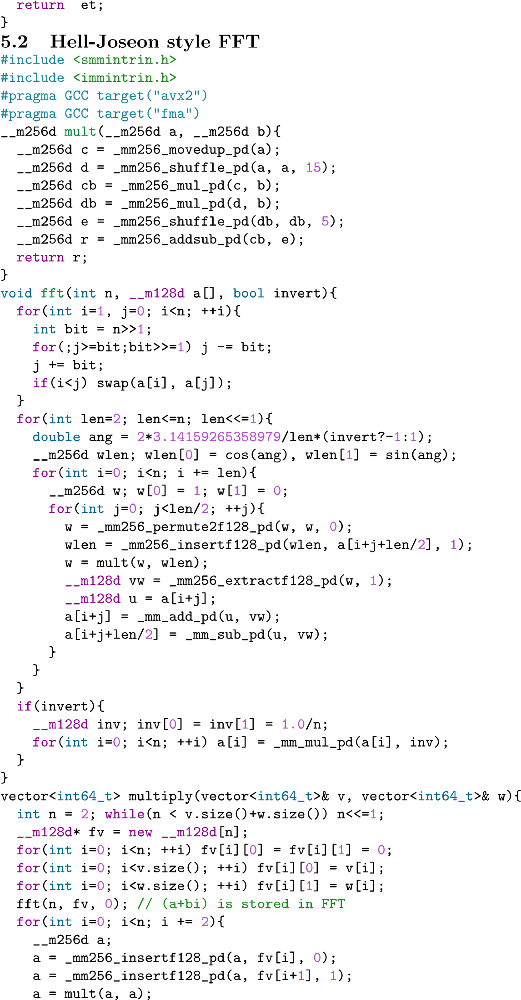 return et;
}
5.2 Hell-Joseon style FFT
#include <smmintrin.h>
#include <immintrin.h>
#pragma GCC target("avx2")
#pragma GCC target("fma")
__m256d mult(__m256d a, __m256d b){
  __m256d c = _mm256_movedup_pd(a);
  __m256d d = _mm256_shuffle_pd(a, a, 15);
  __m256d cb = _mm256_mul_pd(c, b);
  __m256d db = _mm256_mul_pd(d, b);
  __m256d e = _mm256_shuffle_pd(db, db, 5);
  __m256d r = _mm256_addsub_pd(cb, e);
  return r;
}
void fft(int n, __m128d a[], bool invert){
  for(int i=1, j=0; i<n; ++i){
    int bit = n>>1;
    for(;j>=bit;bit>>=1) j -= bit;
    j += bit;
    if(i<j) swap(a[i], a[j]);
  }
  for(int len=2; len<=n; len<<=1){
    double ang = 2*3.14159265358979/len*(invert?-1:1);
    __m256d wlen; wlen[0] = cos(ang), wlen[1] = sin(ang);
    for(int i=0; i<n; i += len){
      __m256d w; w[0] = 1; w[1] = 0;
      for(int j=0; j<len/2; ++j){
        w = _mm256_permute2f128_pd(w, w, 0);
        wlen = _mm256_insertf128_pd(wlen, a[i+j+len/2], 1);
        w = mult(w, wlen);
        __m128d vw = _mm256_extractf128_pd(w, 1);
        __m128d u = a[i+j];
        a[i+j] = _mm_add_pd(u, vw);
        a[i+j+len/2] = _mm_sub_pd(u, vw);
      }
    }
  }
  if(invert){
    __m128d inv; inv[0] = inv[1] = 1.0/n;
    for(int i=0; i<n; ++i) a[i] = _mm_mul_pd(a[i], inv);
  }
}
vector<int64_t> multiply(vector<int64_t>& v, vector<int64_t>& w){
  int n = 2; while(n < v.size()+w.size()) n<<=1;
  __m128d* fv = new __m128d[n];
  for(int i=0; i<n; ++i) fv[i][0] = fv[i][1] = 0;
  for(int i=0; i<v.size(); ++i) fv[i][0] = v[i];
  for(int i=0; i<w.size(); ++i) fv[i][1] = w[i];
  fft(n, fv, 0); // (a+bi) is stored in FFT
  for(int i=0; i<n; i += 2){
    __m256d a;
    a = _mm256_insertf128_pd(a, fv[i], 0);
    a = _mm256_insertf128_pd(a, fv[i+1], 1);
    a = mult(a, a);